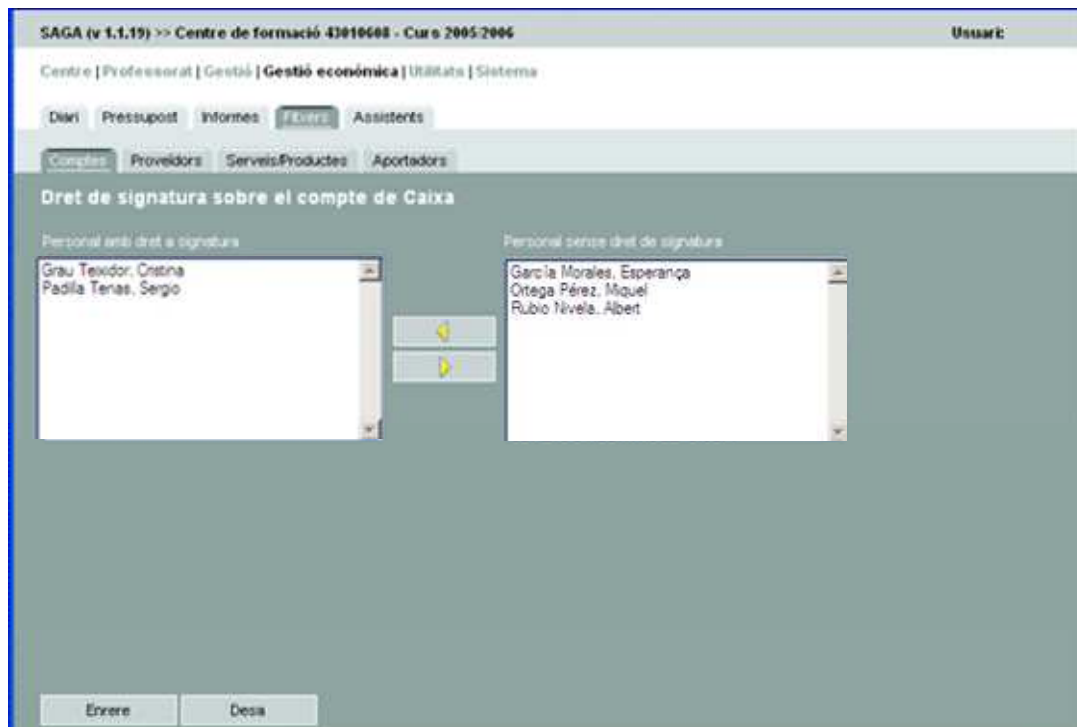 SAGA (v 1.1.19) >> Centre de formació 43010608 - Curs 2005/2006 Usuari:
Centre | Professorat | Gestió | Gestió econòmica | Utilitats | Sistema
Diari Pressupost Informes Fitxers Assistents
Comptes Proveïdors Serveis/Productes Aportadors
Dret de signatura sobre el compte de Caixa
Personal amb dret a signatura Personal sense dret de signatura
Grau Teixidor, Cristina García Morales, Esperança
Padilla Tenas, Sergio Ortega Pérez, Miquel
Rubio Nivela, Albert
Enrere Desa